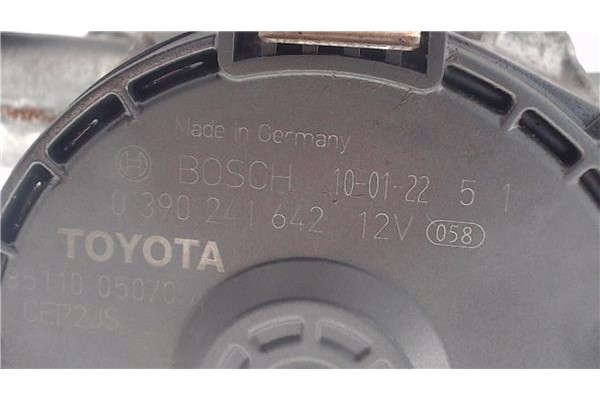 Made in Germany
BOSCH 10-01-22 5 1
0 390 241 642 12V 058
TOYOTA
85110-05070
CEP2JS